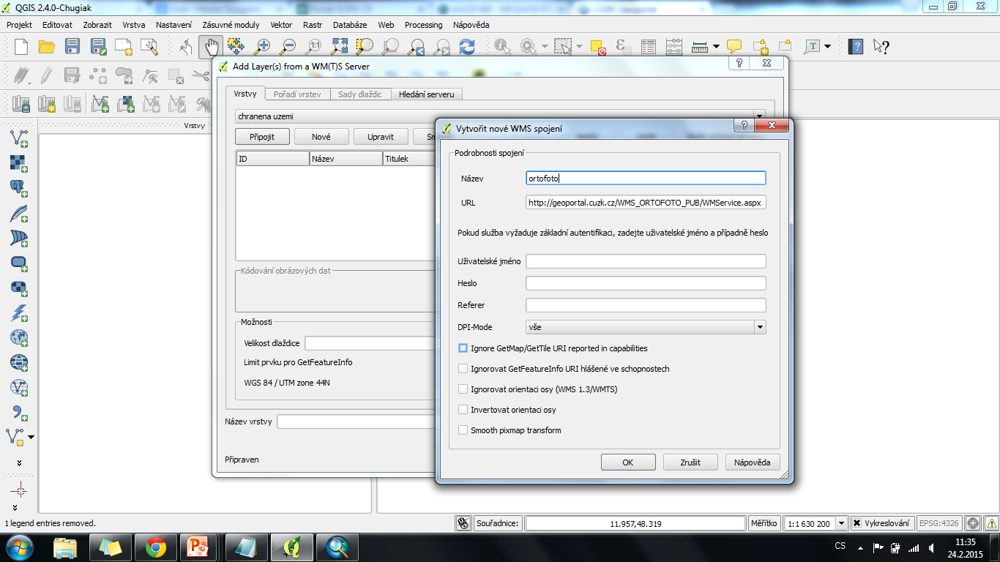 QGIS 2.4.0-Chugiak
Projekt Editovat Zobrazit Vrstva Nastavení Zásuvné moduly Vektor Rastr Databáze Web Processing Nápověda
Vrstvy
Add Layer(s) from a WM(T)S Server
Vrstvy Pořadí vrstev Sady dlaždic Hledání serveru
chranena uzemi
Připojit Nové Upravit
ID Název Titulek
Kódování obrázových dat
Možnosti
Velikost dlaždice
Limit prvku pro GetFeatureInfo
WGS 84 / UTM zone 44N
Název vrstvy
Připraven
Vytvořit nové WMS spojení
Podrobnosti spojení
Název ortofoto
URL http://geoportal.cuzk.cz/WMS_ORTOFOTO_PUB/WMService.aspx
Pokud služba vyžaduje základní autentifikaci, zadejte uživatelské jméno a případně heslo
Uživatelské jméno
Heslo
Referer
DPI-Mode vše
Ignore GetMap/GetTile URI reported in capabilities
Ignorovat GetFeatureInfo URI hlášené ve schopnostech
Ignorovat orientaci osy (WMS 1.3/WMTS)
Invertovat orientaci osy
Smooth pixmap transform
OK Zrušit Nápověda
1 legend entries removed.
Souřadnice: 11.957,48.319 Měřítko 1:1 630 200 Vykreslování EPSG:4326
CS 11:35
24.2.2015